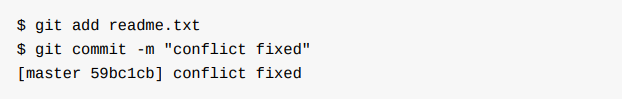 $ git add readme.txt
$ git commit -m "conflict fixed"
[master 59bc1cb] conflict fixed